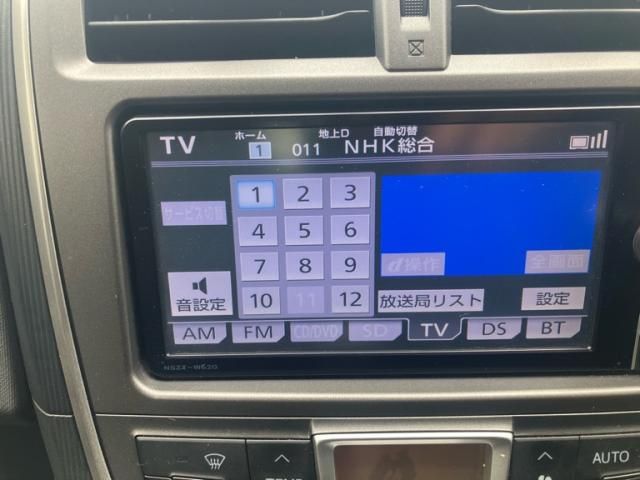 TV ホーム 1 011 地上D 自動切替 NHK総合
サービス切替
1 2 3
4 5 6
7 8 9
10 11 12
音設定
d操作
全画面
放送局リスト
設定
AM FM CD/DVD SD TV DS BT
NSZT-W62G
AUTO
TEMP